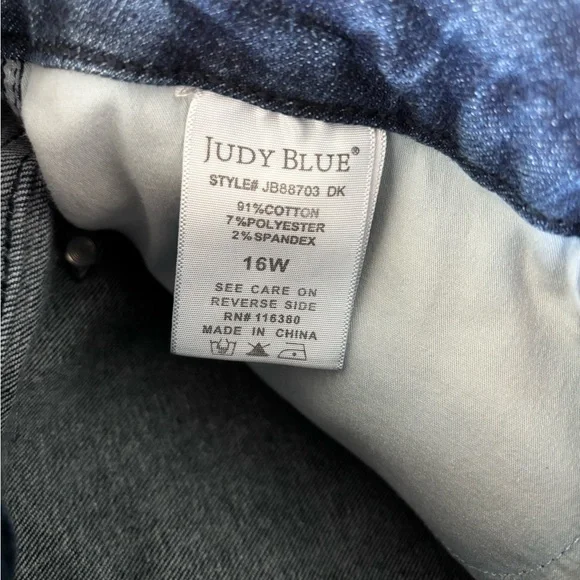 JUDY BLUE®
STYLE# JB88703 DK
91%COTTON
7%POLYESTER
2%SPANDEX
16W
SEE CARE ON
REVERSE SIDE
RN# 116380
MADE IN CHINA